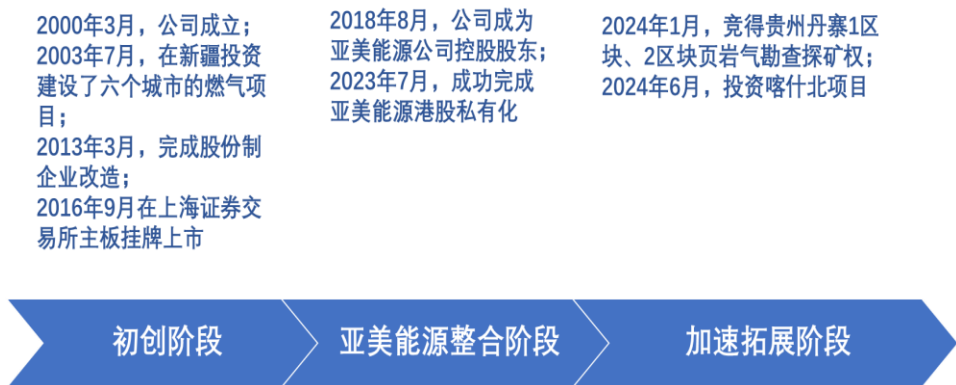 2000年3月，公司成立；
2003年7月，在新疆投资
建设了六个城市的燃气项
目；
2013年3月，完成股份制
企业改造；
2016年9月在上海证券交
易所主板挂牌上市
2018年8月，公司成为
亚美能源公司控股股东；
2023年7月，成功完成
亚美能源港股私有化
2024年1月，竞得贵州丹寨1区
块、2区块页岩气勘查探矿权；
2024年6月，投资喀什北项目
初创阶段
亚美能源整合阶段
加速拓展阶段